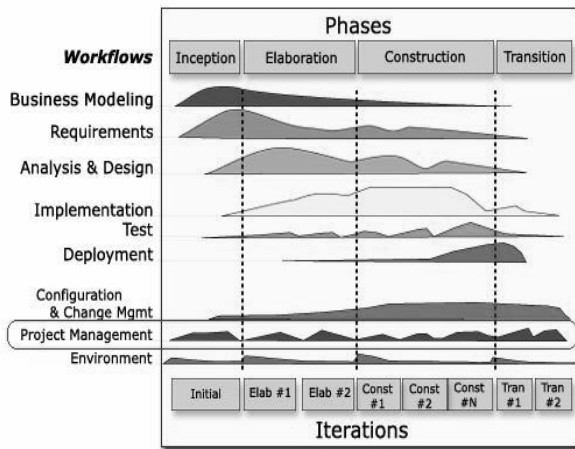 Phases
Workflows
Inception Elaboration Construction Transition
Business Modeling
Requirements
Analysis & Design
Implementation
Test
Deployment
Configuration
& Change Mgmt
Project Management
Environment
Initial Elab #1 Elab #2 Const #1 Const #2 Const #N Tran #1 Tran #2
Iterations